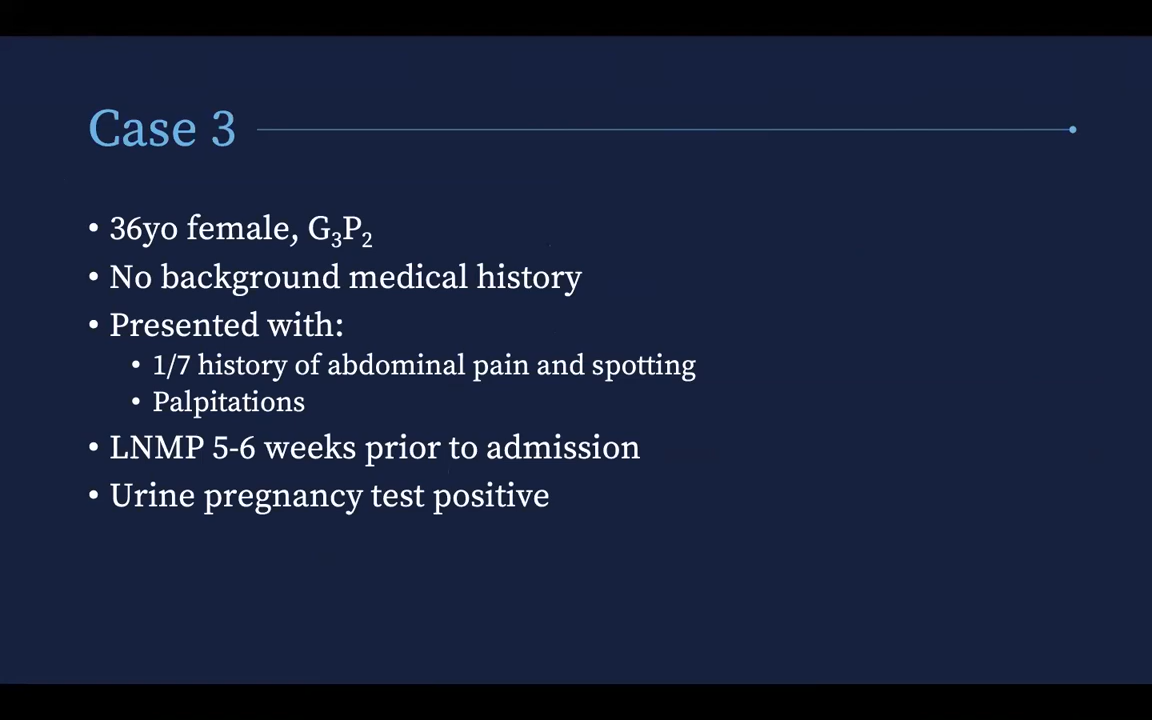 Case 3
• 36yo female, G₃P₂
• No background medical history
• Presented with:
• 1/7 history of abdominal pain and spotting
• Palpitations
• LNMP 5-6 weeks prior to admission
• Urine pregnancy test positive